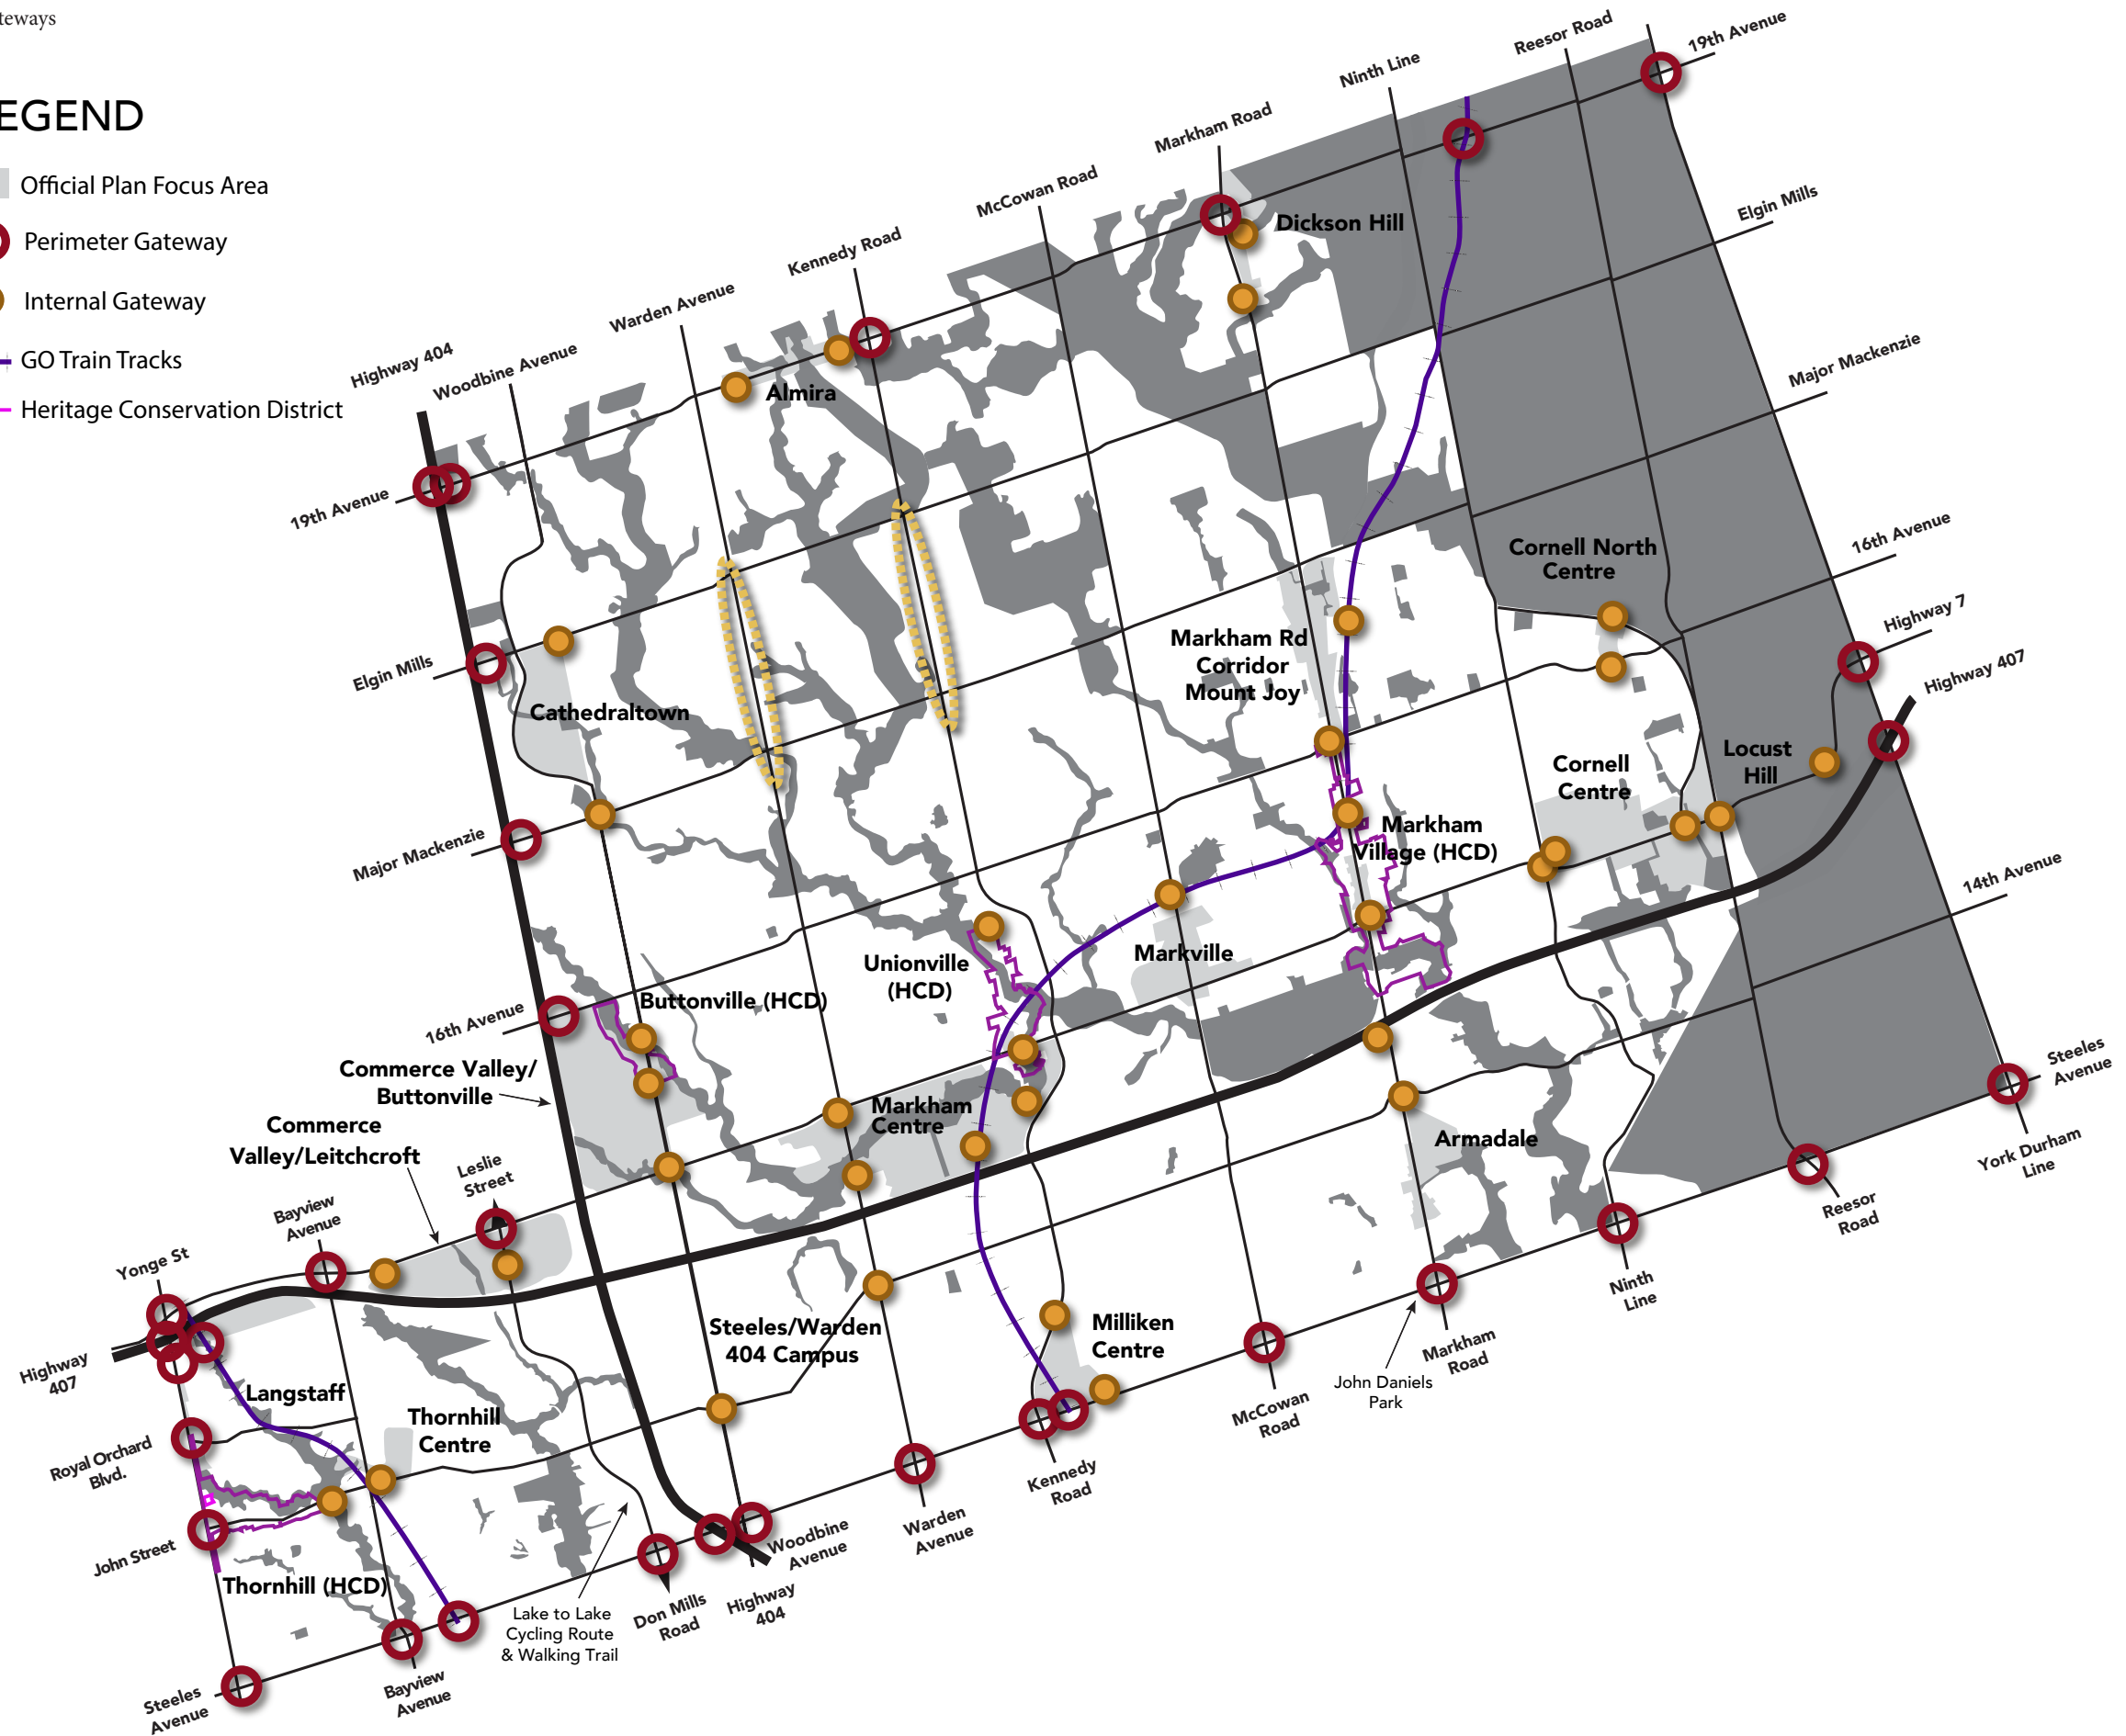 teways
EGEND
Official Plan Focus Area
Perimeter Gateway
Internal Gateway
GO Train Tracks
Heritage Conservation District
Highway 404
Woodbine Avenue
Warden Avenue
Kennedy Road
McCowan Road
Markham Road
Ninth Line
Reesor Road
19th Avenue
Elgin Mills
Major Mackenzie
16th Avenue
Highway 7
Highway 407
14th Avenue
Steeles
Avenue
York Durham
Line
Reesor
Road
Ninth
Line
Markham
Road
John Daniels
Park
McCowan
Road
Kennedy
Road
Warden
Avenue
Woodbine
Avenue
Highway
404
Don Mills
Road
Lake to Lake
Cycling Route
& Walking Trail
Bayview
Avenue
Steeles
Avenue
John Street
Royal Orchard
Blvd.
Highway
407
Yonge St
Bayview
Avenue
Leslie
Street
16th Avenue
Major Mackenzie
Elgin Mills
19th Avenue
Dickson Hill
Almira
Cathedraltown
Cornell North
Centre
Markham Rd
Corridor
Mount Joy
Cornell
Centre
Locust
Hill
Markham
Village (HCD)
Markville
Unionville
(HCD)
Buttonville (HCD)
Commerce Valley/
Buttonville
Commerce
Valley/Leitchcroft
Markham
Centre
Armadale
Steeles/Warden
404 Campus
Milliken
Centre
Langstaff
Thornhill
Centre
Thornhill (HCD)